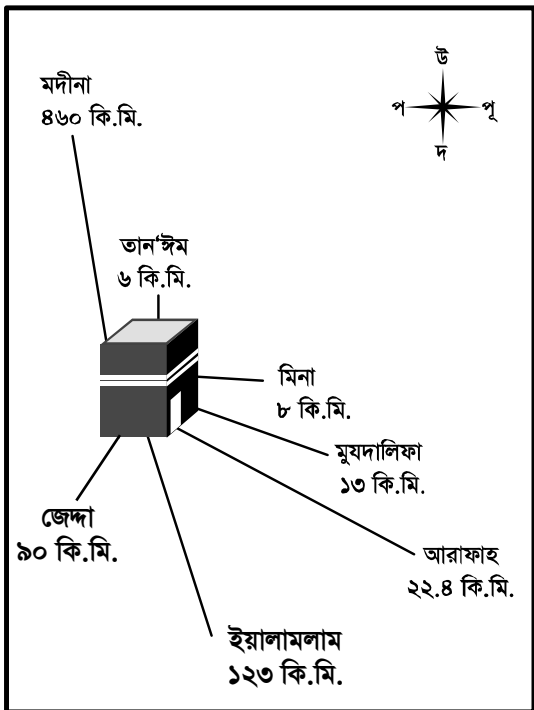 মদীনা
৪৬০ কি.মি.
উ
প
পূ
দ
তান‘ঈম
৬ কি.মি.
মিনা
৮ কি.মি.
মুযদালিফা
১৩ কি.মি.
জেদ্দা
৯০ কি.মি.
আরাফাহ
২২.৪ কি.মি.
ইয়ালামলাম
১২৩ কি.মি.